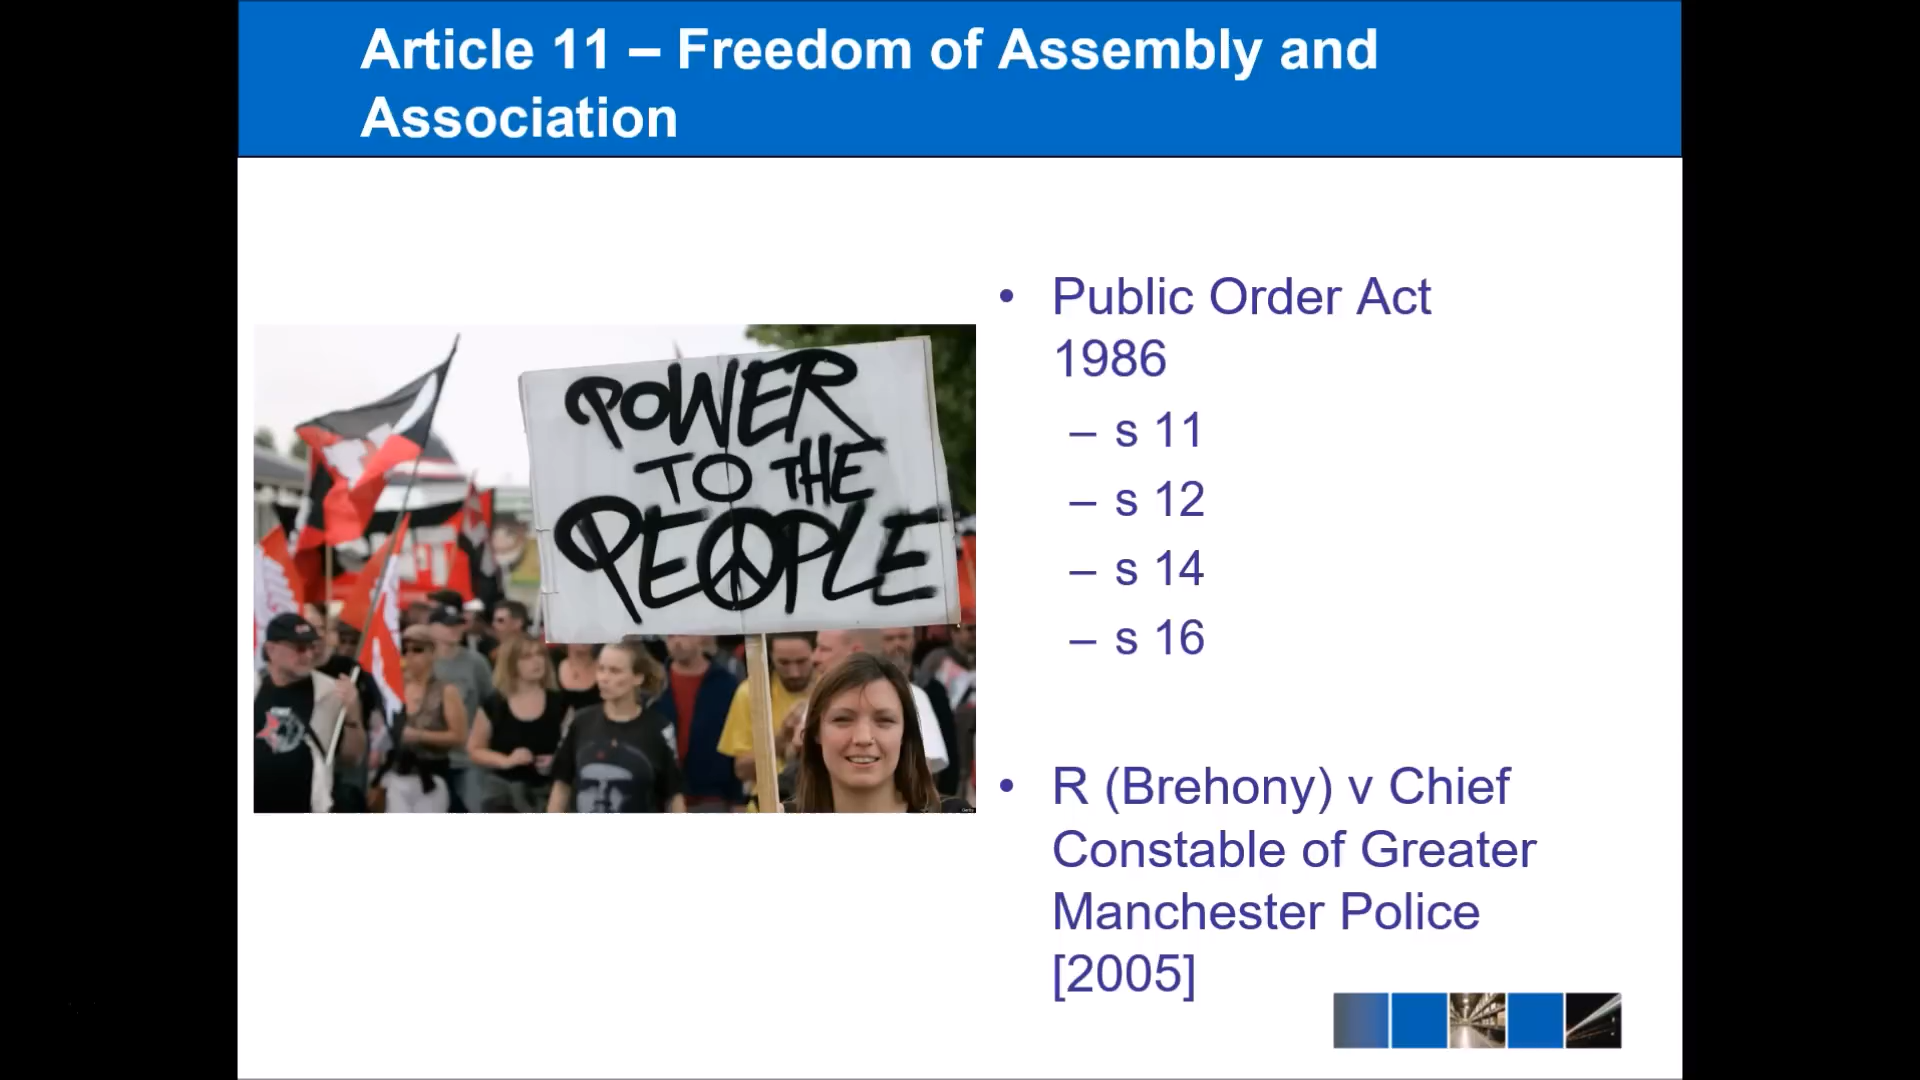 Article 11 – Freedom of Assembly and
Association
POWER
TO THE
PEOPLE
• Public Order Act
1986
– s 11
– s 12
– s 14
– s 16
• R (Brehony) v Chief
Constable of Greater
Manchester Police
[2005]